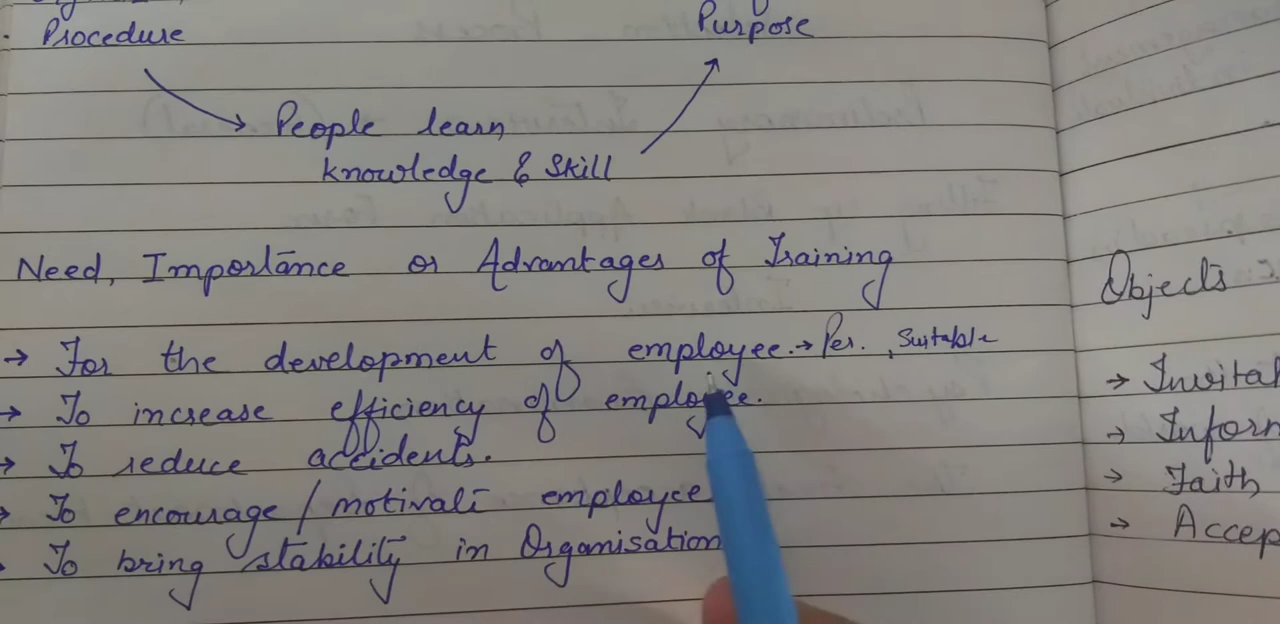 Procedure
Purpose
People learn
knowledge & skill
Need, Importance or Advantages of Training
→ For the development of employee. → Per. , Suitable
→ To increase efficiency of employee.
→ To reduce accidents.
→ To encourage/motivate employee
To bring stability in Organisation
Objects
→ Invitat
→ Inform
→ Faith
→ Accep